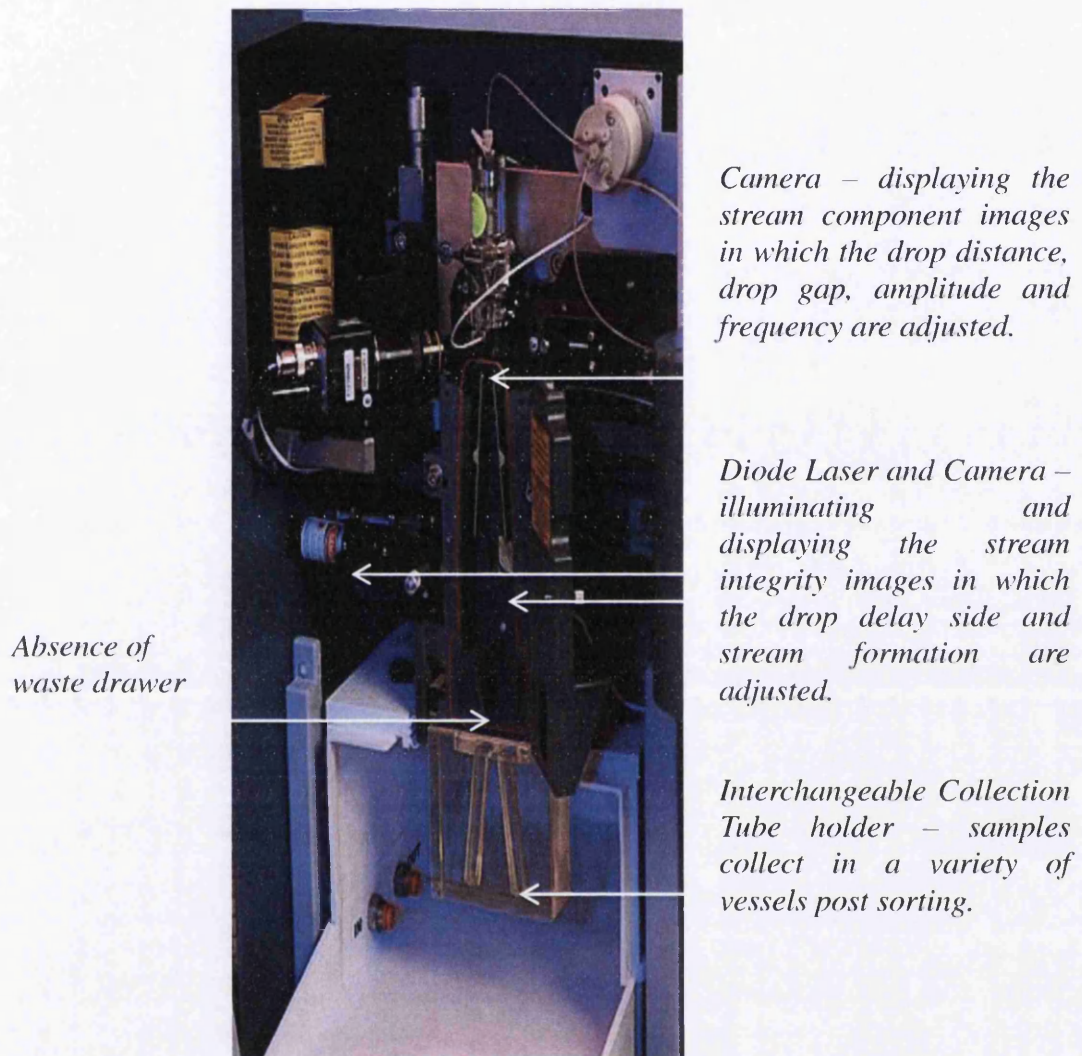 Camera – displaying the
stream component images
in which the drop distance,
drop gap, amplitude and
frequency are adjusted.
Diode Laser and Camera –
illuminating and
displaying the stream
integrity images in which
the drop delay side and
stream formation are
adjusted.
Absence of
waste drawer
Interchangeable Collection
Tube holder – samples
collect in a variety of
vessels post sorting.